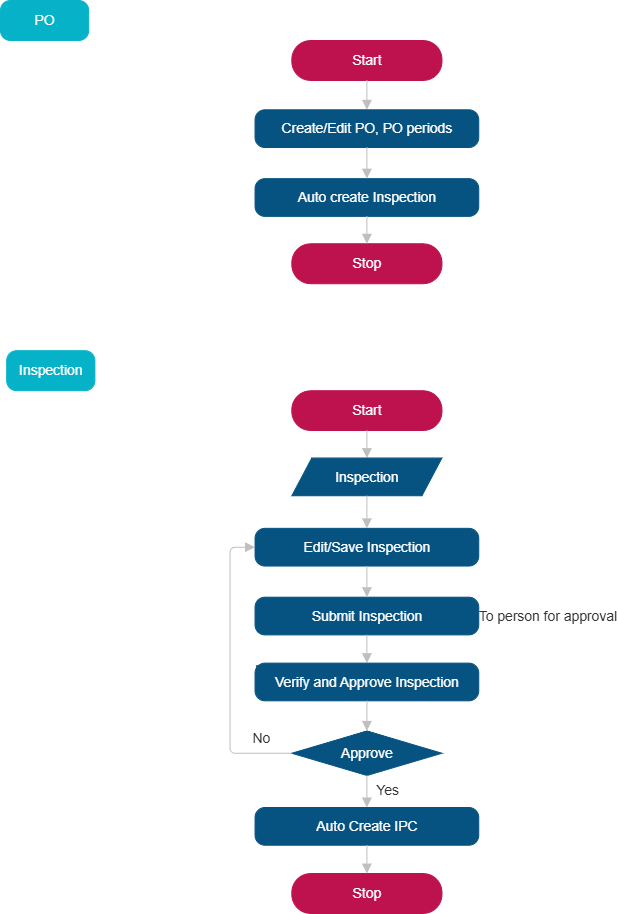 PO
Start
Create/Edit PO, PO periods
Auto create Inspection
Stop
Inspection
Start
Inspection
Edit/Save Inspection
Submit Inspection
To person for approval
Verify and Approve Inspection
No
Approve
Yes
Auto Create IPC
Stop